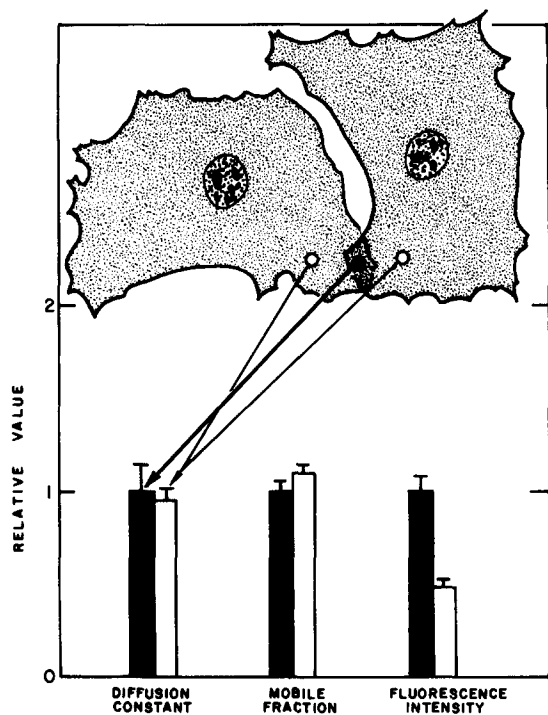 2
1
0
RELATIVE VALUE
DIFFUSION CONSTANT
MOBILE FRACTION
FLUORESCENCE INTENSITY